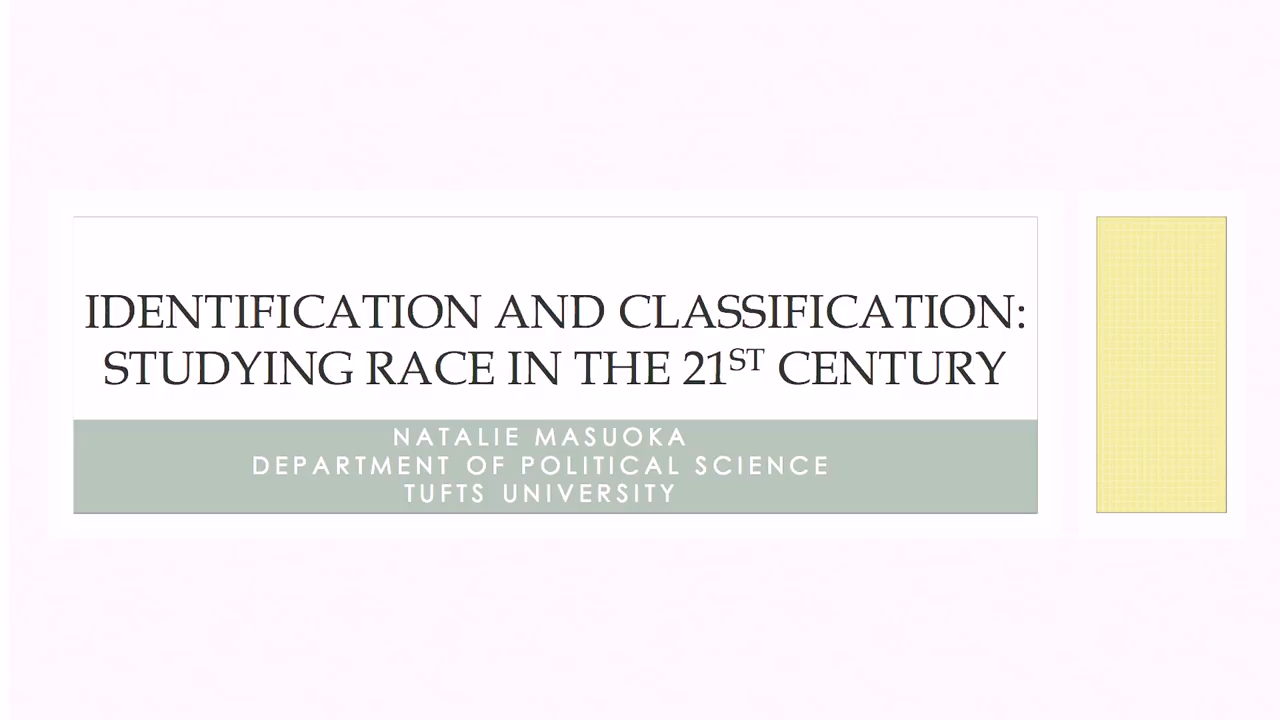 IDENTIFICATION AND CLASSIFICATION:
STUDYING RACE IN THE 21ST CENTURY
NATALIE MASUOKA
DEPARTMENT OF POLITICAL SCIENCE
TUFTS UNIVERSITY